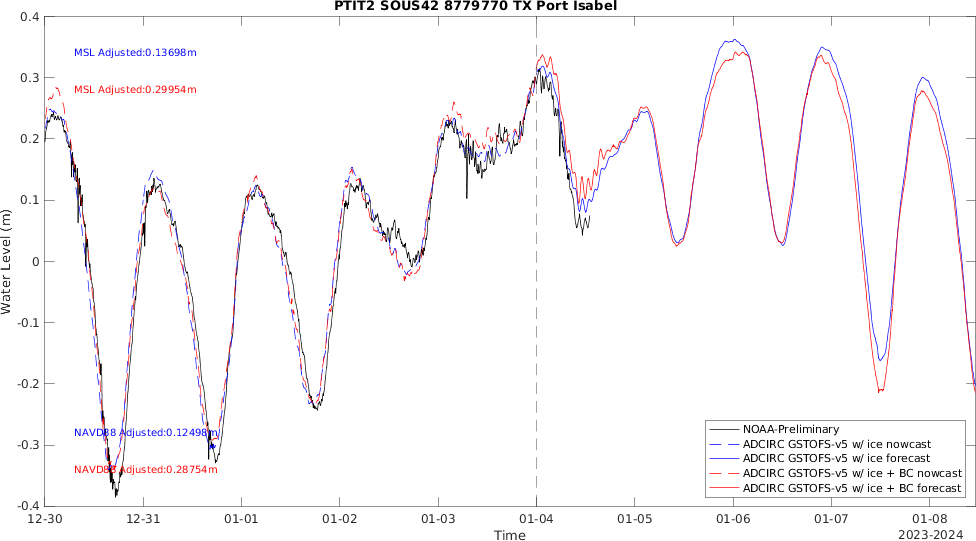 PTIT2 SOUS42 8779770 TX Port Isabel
MSL Adjusted:0.13698m
MSL Adjusted:0.29954m
NAVD88 Adjusted:0.12498m
NAVD88 Adjusted:0.28754m
Water Level (m)
0.4
0.3
0.2
0.1
0
-0.1
-0.2
-0.3
-0.4
12-30
12-31
01-01
01-02
01-03
01-04
01-05
01-06
01-07
01-08
Time
2023-2024
NOAA-Preliminary
ADCIRC GSTOFS-v5 w/ ice nowcast
ADCIRC GSTOFS-v5 w/ ice forecast
ADCIRC GSTOFS-v5 w/ ice + BC nowcast
ADCIRC GSTOFS-v5 w/ ice + BC forecast